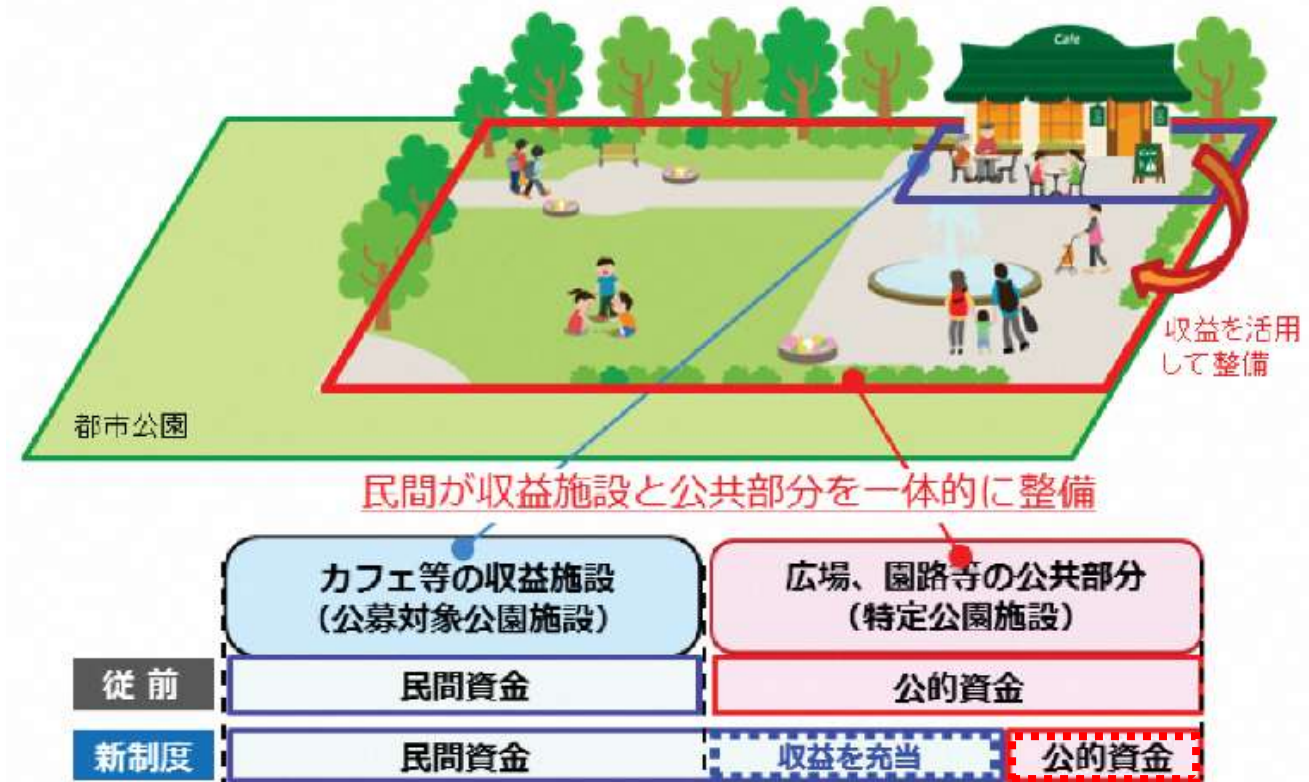 Cafe
収益を活用
して整備
都市公園
民間が収益施設と公共部分を一体的に整備
カフェ等の収益施設
（公募対象公園施設）
広場、園路等の公共部分
（特定公園施設）
従前
民間資金
公的資金
新制度
民間資金
収益を充当
公的資金